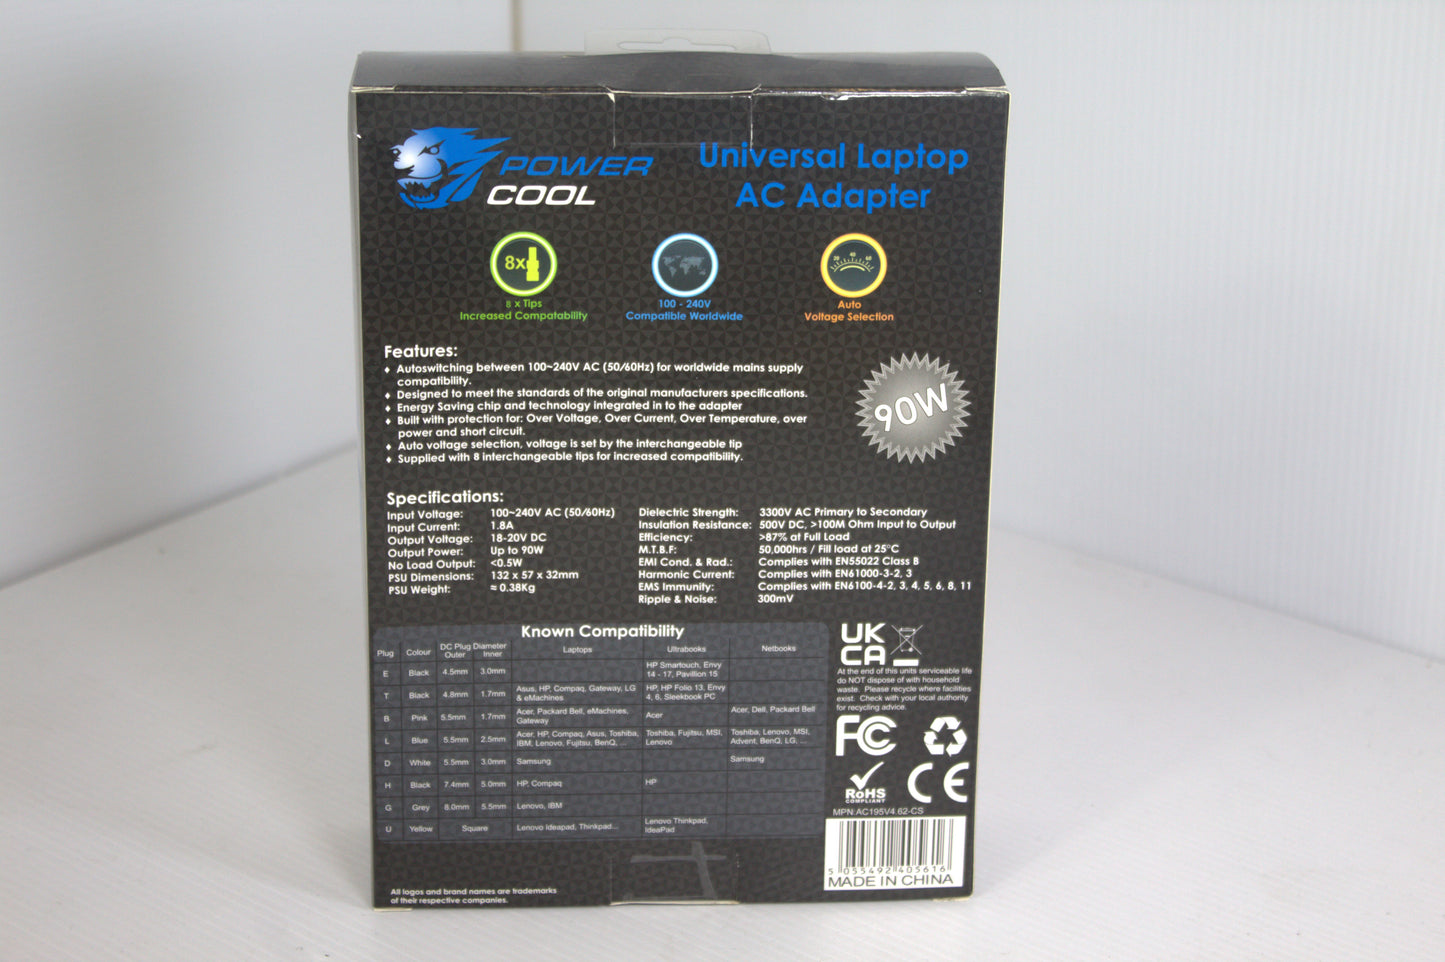 POWER
COOL
Universal Laptop
AC Adapter
8x
8 x Tips
Increased Compatability
100 - 240V
Compatible Worldwide
20 40 60
Auto
Voltage Selection
Features:
♦ Autoswitching between 100~240V AC (50/60Hz) for worldwide mains supply
compatibility.
♦ Designed to meet the standards of the original manufacturers specifications.
♦ Energy Saving chip and technology integrated in to the adapter
♦ Built with protection for: Over Voltage, Over Current, Over Temperature, over
power and short circuit.
♦ Auto voltage selection, voltage is set by the interchangeable tip
♦ Supplied with 8 interchangeable tips for increased compatibility.
90W
Specifications:
Input Voltage: 100~240V AC (50/60Hz)
Input Current: 1.8A
Output Voltage: 18-20V DC
Output Power: Up to 90W
No Load Output: <0.5W
PSU Dimensions: 132 x 57 x 32mm
PSU Weight: ≈ 0.38Kg
Dielectric Strength: 3300V AC Primary to Secondary
Insulation Resistance: 500V DC, >100M Ohm Input to Output
Efficiency: >87% at Full Load
M.T.B.F: 50,000hrs / Fill load at 25°C
EMI Cond. & Rad.: Complies with EN55022 Class B
Harmonic Current: Complies with EN61000-3-2, 3
EMS Immunity: Complies with EN6100-4-2, 3, 4, 5, 6, 8, 11
Ripple & Noise: 300mV
Known Compatibility
Plug Colour DC Plug Diameter Outer Inner Laptops Ultrabooks Netbooks
E Black 4.5mm 3.0mm HP Smartouch, Envy 14 - 17, Pavillion 15
T Black 4.8mm 1.7mm Asus, HP, Compaq, Gateway, LG & eMachines HP, HP Folio 13, Envy 4, 6, Sleekbook PC
B Pink 5.5mm 1.7mm Acer, Packard Bell, eMachines, Gateway Acer Acer, Dell, Packard Bell
L Blue 5.5mm 2.5mm Acer, HP, Compaq, Asus, Toshiba, IBM, Lenovo, Fujitsu, BenQ, ... Toshiba, Fujitsu, MSI, Lenovo Toshiba, Lenovo, MSI, Advent, BenQ, LG, ...
D White 5.5mm 3.0mm Samsung Samsung
H Black 7.4mm 5.0mm HP, Compaq HP
G Grey 8.0mm 5.5mm Lenovo, IBM
U Yellow Square Lenovo Ideapad, Thinkpad... Lenovo Thinkpad, IdeaPad
UK
CA
At the end of this units serviceable life
do NOT dispose of with household
waste. Please recycle where facilities
exist. Check with your local authority
for recycling advice.
FC
RoHS
COMPLIANT
CE
MPN:AC195V4.62-CS
5 055492 405616
MADE IN CHINA
All logos and brand names are trademarks
of their respective companies.